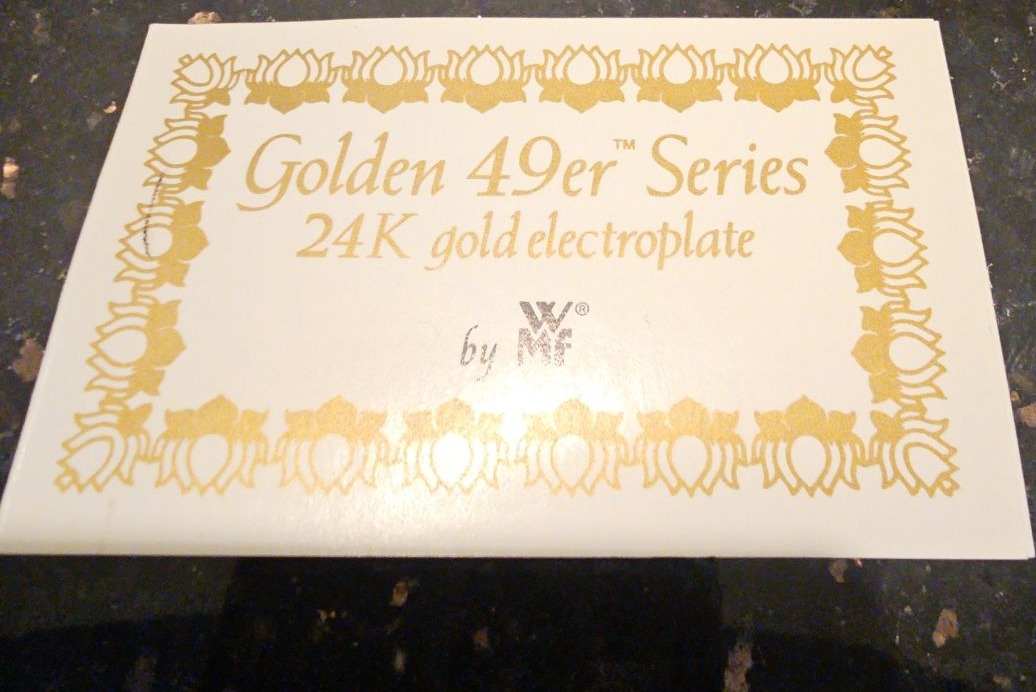 Golden 49er™ Series
24K gold electroplate
by WMF®